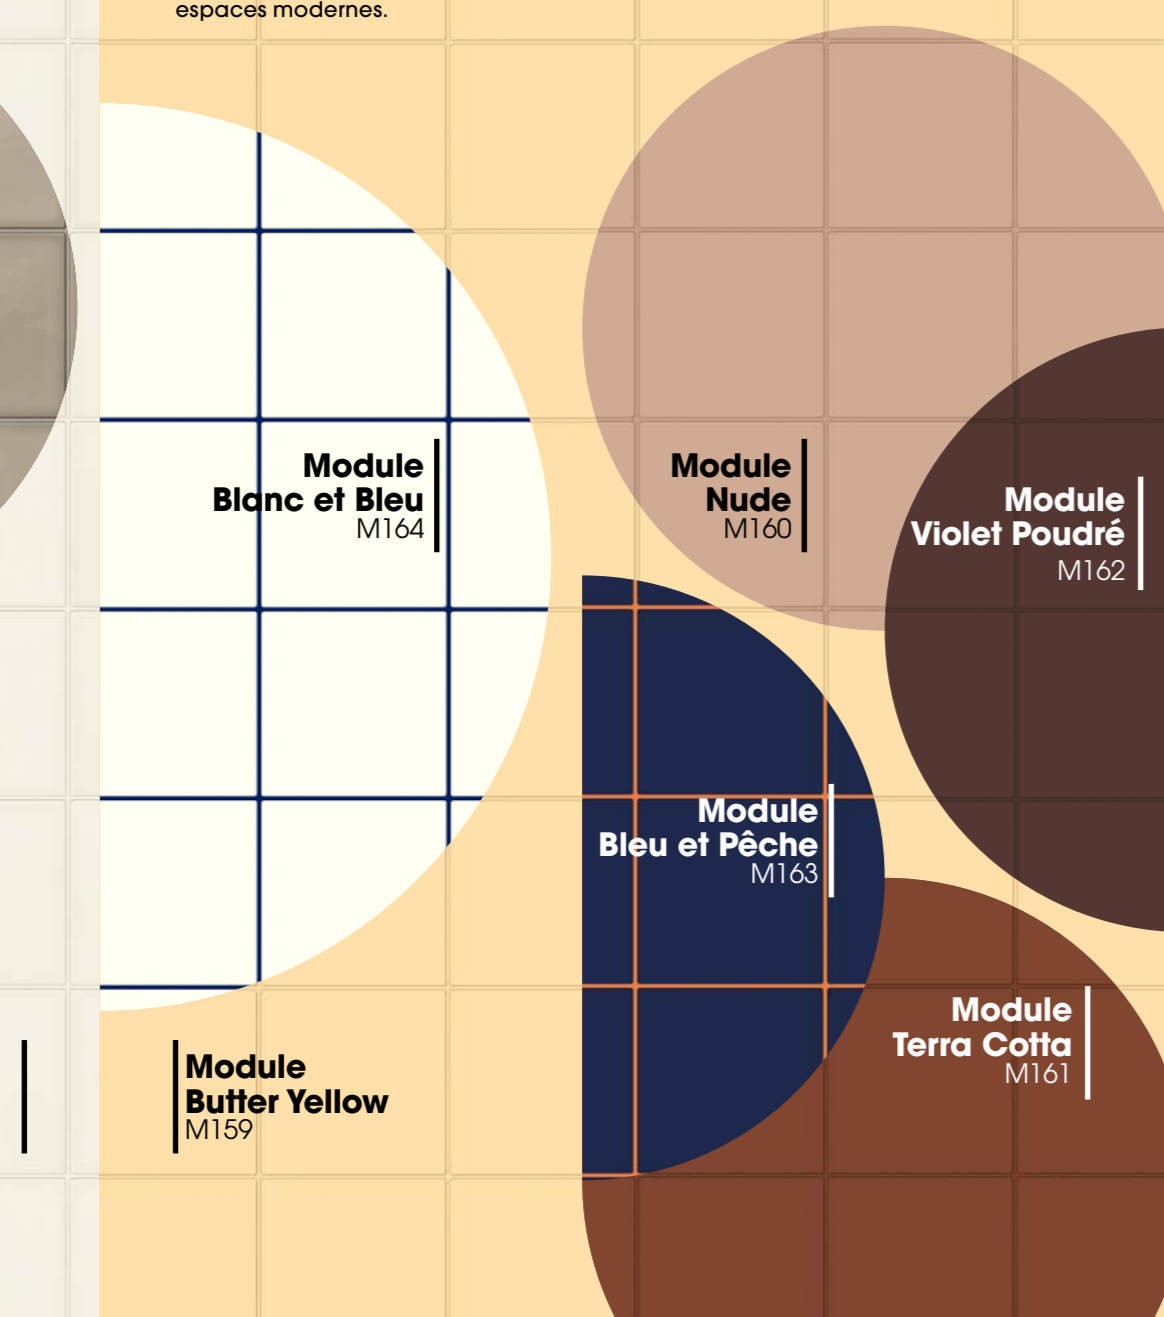 espaces modernes.
Module
Blanc et Bleu
M164
Module
Nude
M160
Module
Violet Poudré
M162
Module
Bleu et Pêche
M163
Module
Terra Cotta
M161
Module
Butter Yellow
M159